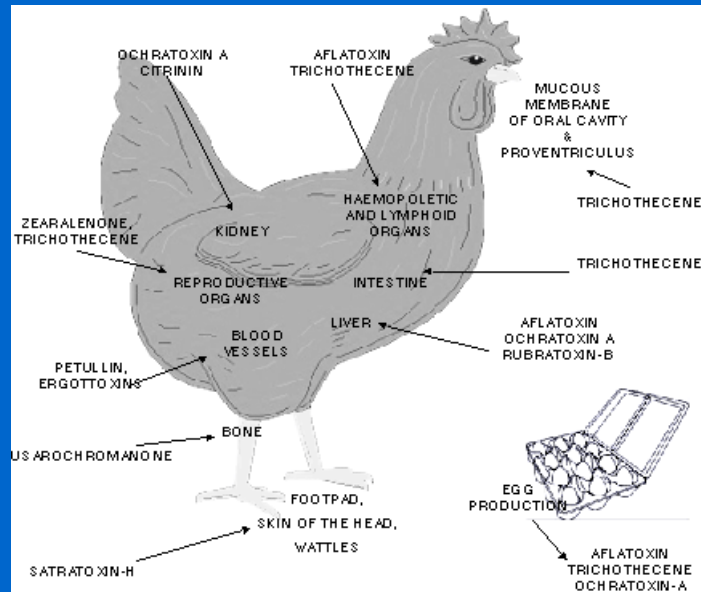 OCHRATOXIN A
CITRININ
AFLATOXIN
TRICHOTHECENE
MUCOUS
MEMBRANE
OF ORAL CAVITY
&
PROVENTRICULUS
TRICHOTHECENE
HAEMOPOLETIC
AND LYMPHOID
ORGANS
KIDNEY
ZEARALENONE,
TRICHOTHECENE
REPRODUCTIVE
ORGANS
INTESTINE
TRICHOTHECENE
LIVER
AFLATOXIN
OCHRATOXIN A
RUBRATOXIN-B
BLOOD
VESSELS
PETULLIN,
ERGOTTOXINS
BONE
USAROCHROMANONE
FOOTPAD,
SKIN OF THE HEAD,
WATTLES
SATRATOXIN-H
EGG
PRODUCTION
AFLATOXIN
TRICHOTHECENE
OCHRATOXIN-A